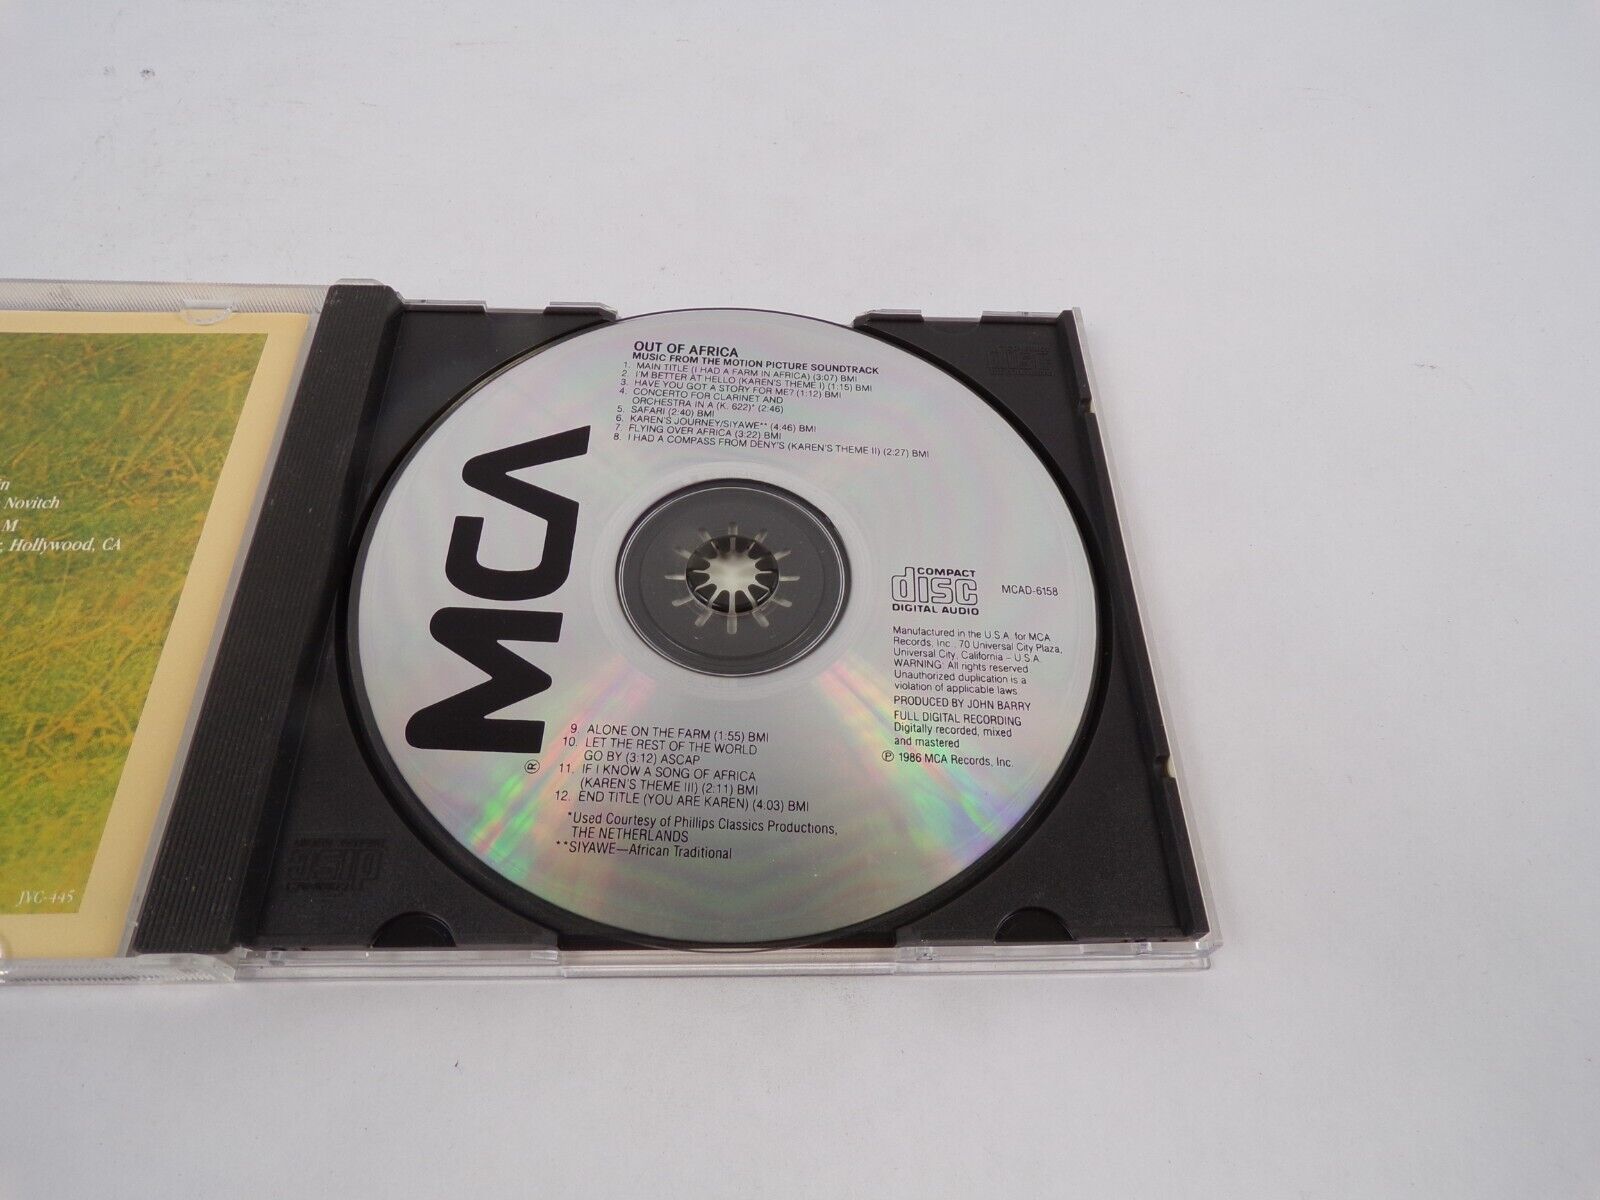 in
Novitch
M
Hollywood, CA
JVC-445
MCA
®
OUT OF AFRICA
MUSIC FROM THE MOTION PICTURE SOUNDTRACK
1. MAIN TITLE (I HAD A FARM IN AFRICA) (3:07) BMI
2. I'M BETTER AT HELLO (KAREN'S THEME I) (1:15) BMI
3. HAVE YOU GOT A STORY FOR ME? (1:12) BMI
4. CONCERTO FOR CLARINET AND
ORCHESTRA IN A (K. 622)* (2:46)
5. SAFARI (2:40) BMI
6. KAREN'S JOURNEY/SIYAWE** (4:46) BMI
7. FLYING OVER AFRICA (3:22) BMI
8. I HAD A COMPASS FROM DENY'S (KAREN'S THEME II) (2:27) BMI
COMPACT
disc
DIGITAL AUDIO
MCAD-6158
Manufactured in the U.S.A. for MCA
Records, Inc., 70 Universal City Plaza,
Universal City, California – U.S.A.
WARNING: All rights reserved
Unauthorized duplication is a
violation of applicable laws
PRODUCED BY JOHN BARRY
FULL DIGITAL RECORDING
Digitally recorded, mixed
and mastered
℗ 1986 MCA Records, Inc.
9. ALONE ON THE FARM (1:55) BMI
10. LET THE REST OF THE WORLD
GO BY (3:12) ASCAP
11. IF I KNOW A SONG OF AFRICA
(KAREN'S THEME III) (2:11) BMI
12. END TITLE (YOU ARE KAREN) (4:03) BMI
*Used Courtesy of Phillips Classics Productions,
THE NETHERLANDS
**SIYAWE—African Traditional